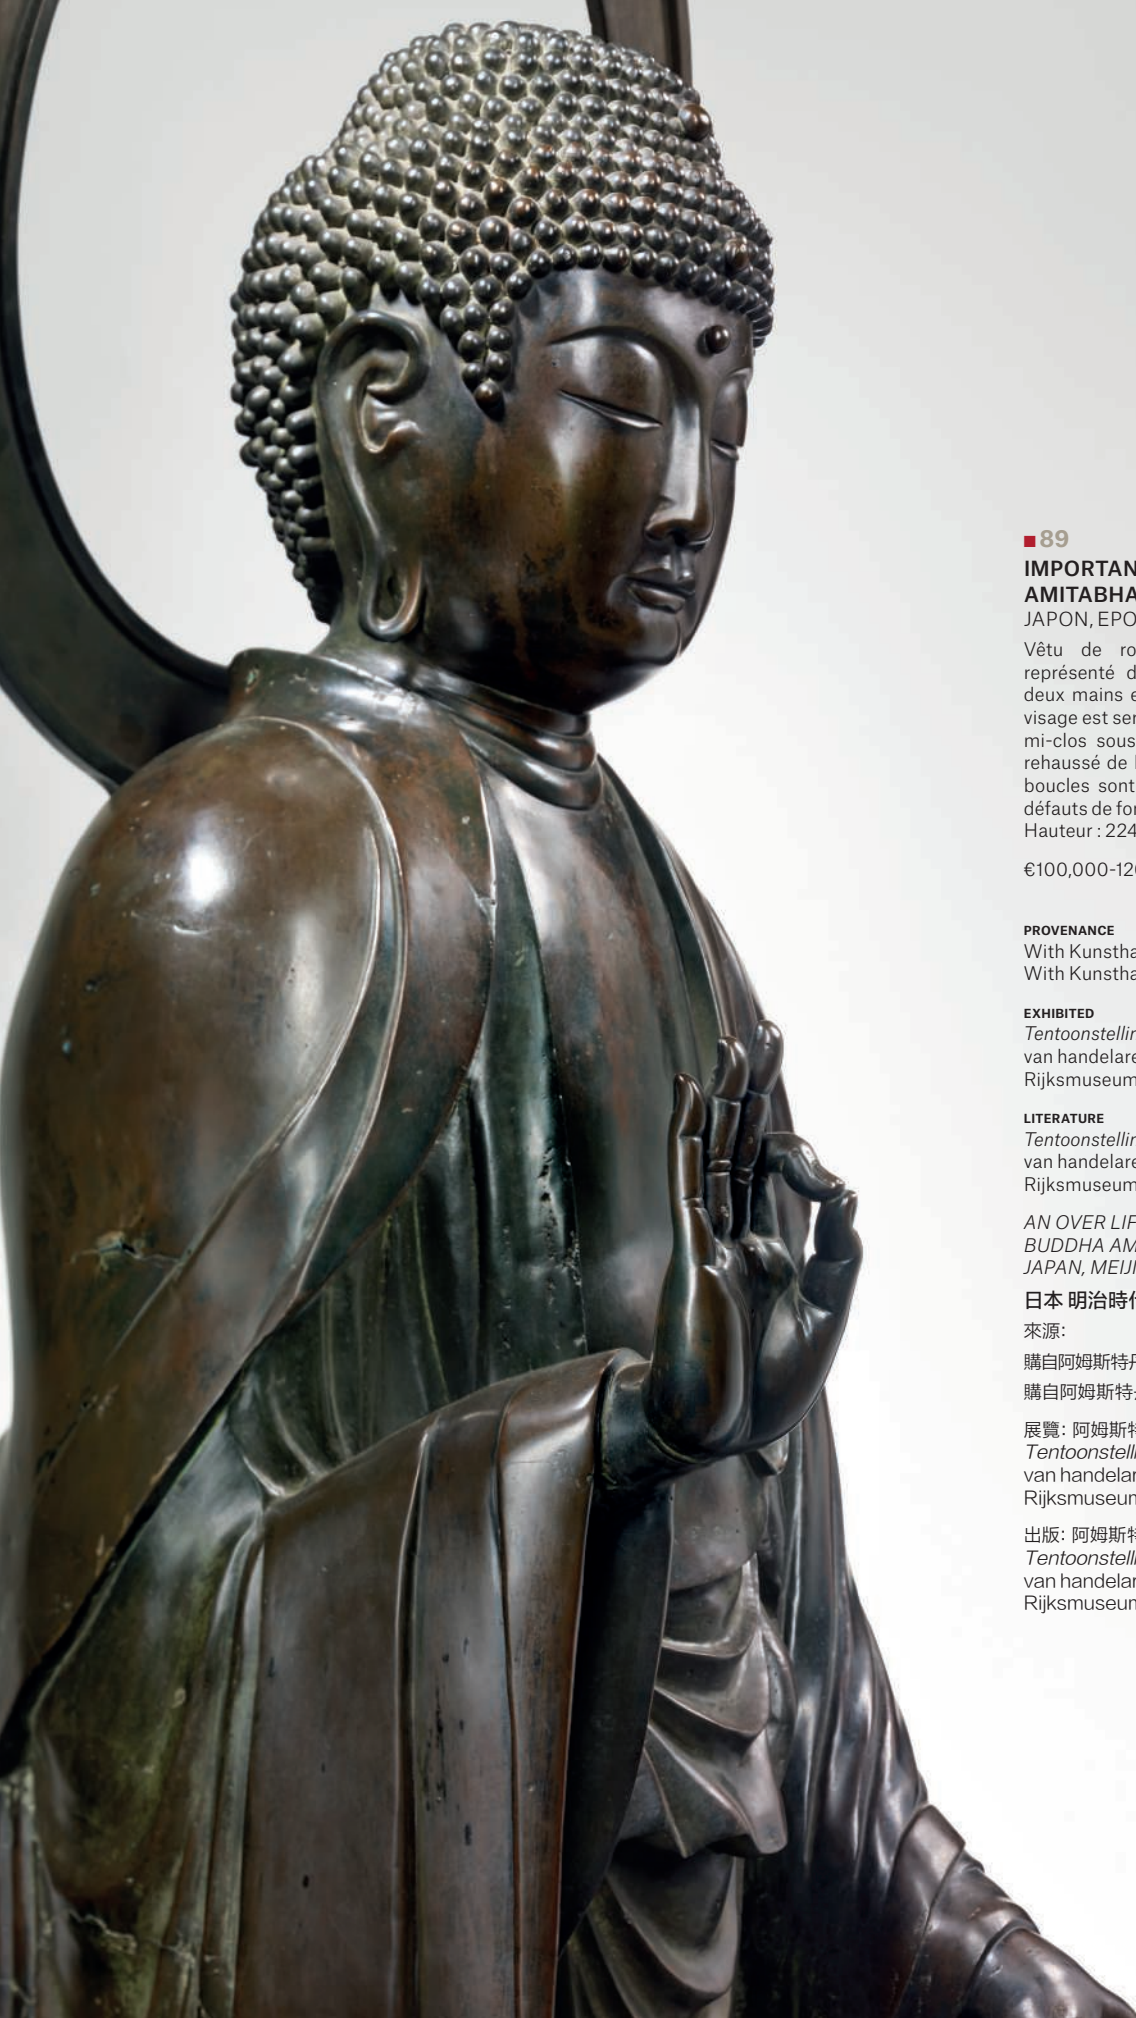 89
IMPORTAN
AMITABHA
JAPON, EPO
Vêtu de ro
représenté d
deux mains e
visage est ser
mi-clos sous
rehaussé de
boucles sont
défauts de for
Hauteur : 224
€100,000-12
PROVENANCE
With Kunstha
With Kunstha
EXHIBITED
Tentoonstellin
van handelare
Rijksmuseum
LITERATURE
Tentoonstellin
van handelare
Rijksmuseum
AN OVER LIF
BUDDHA AM
JAPAN, MEIJI
日本 明治時代
來源：
購自阿姆斯特丹
購自阿姆斯特
展覽：阿姆斯特
Tentoonstelli
van handelar
Rijksmuseum
出版：阿姆斯特
Tentoonstelli
van handelar
Rijksmuseum